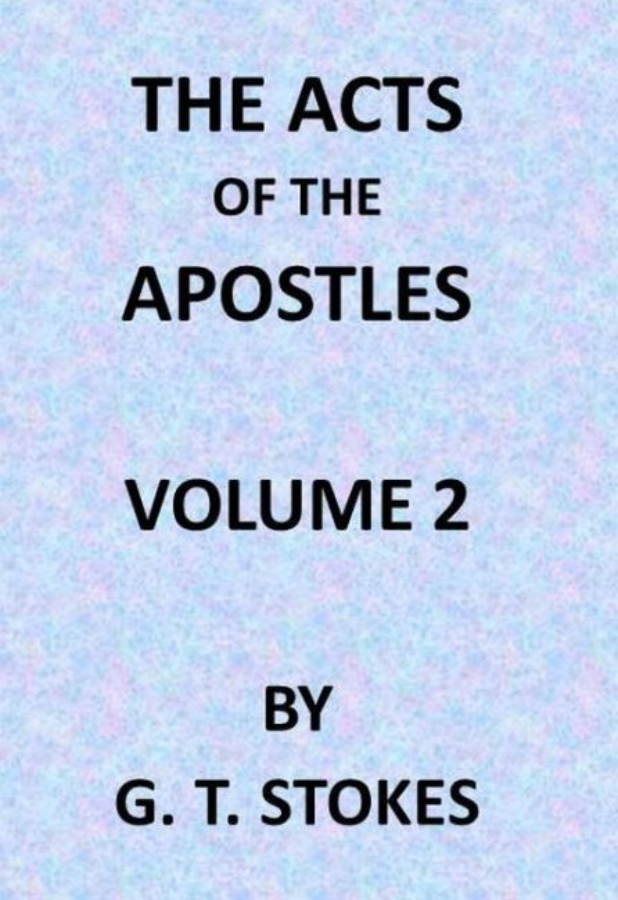 THE ACTS
OF THE
APOSTLES
VOLUME 2
BY
G. T. STOKES